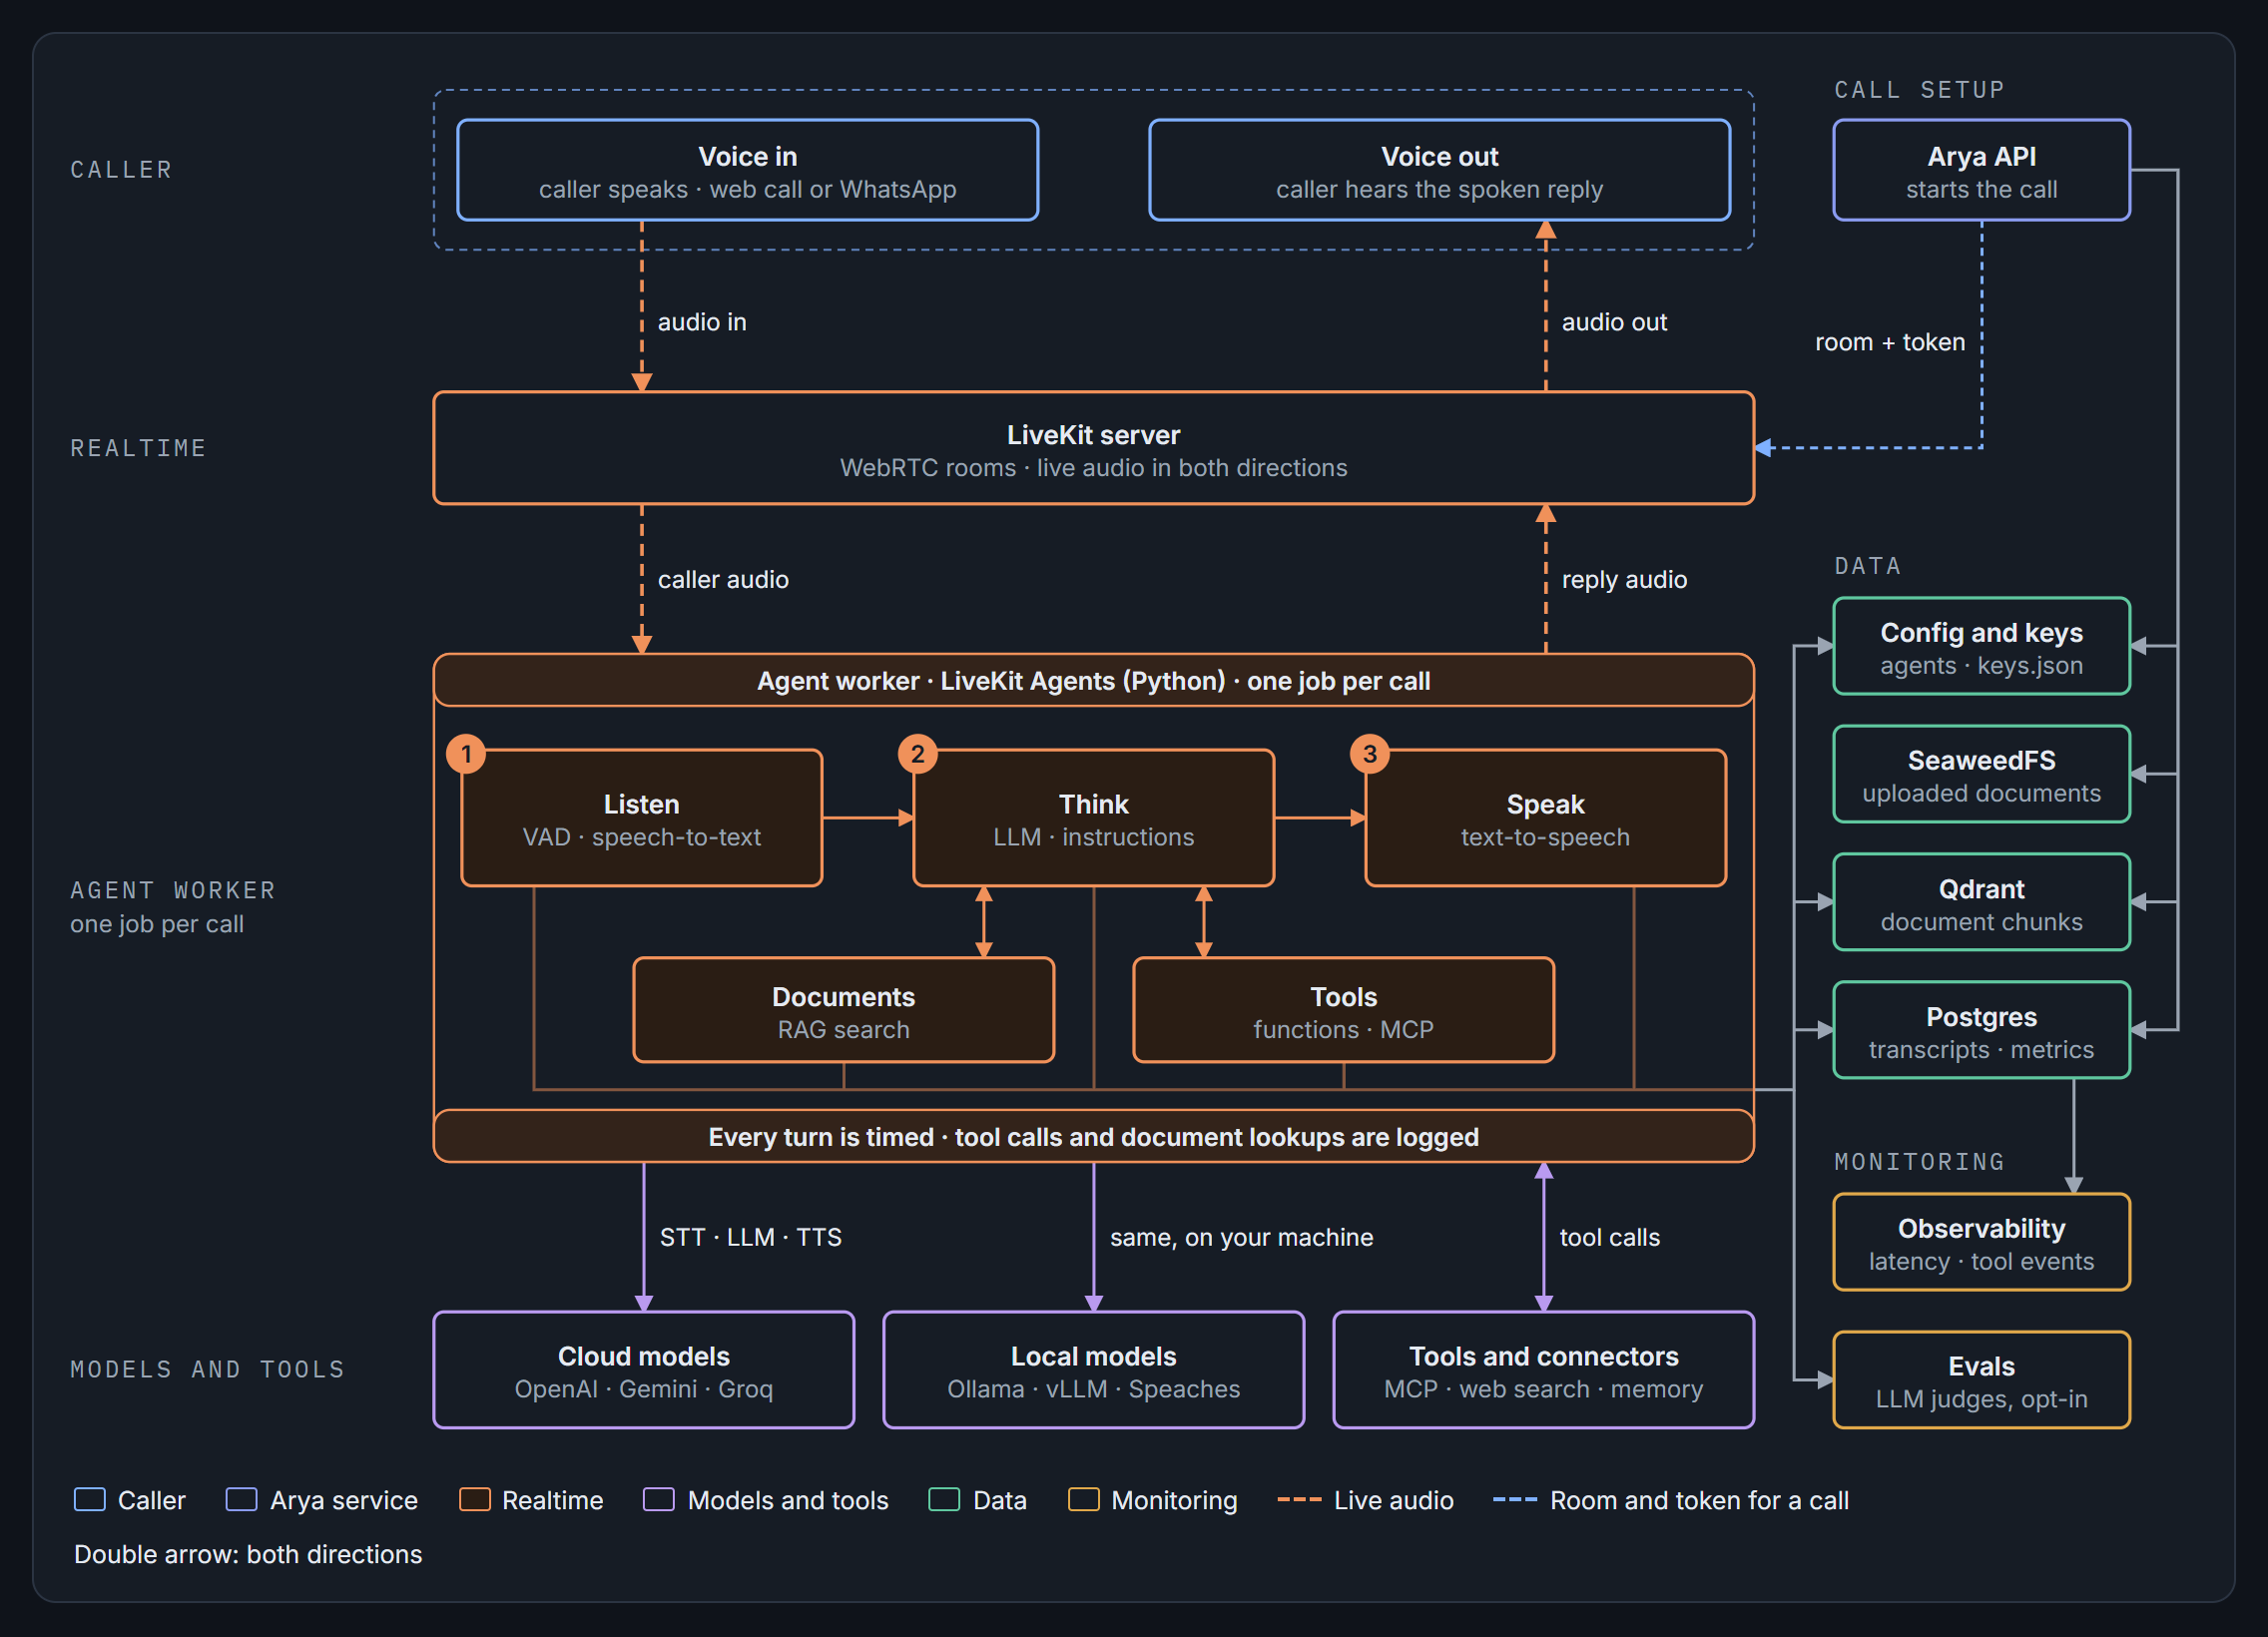 CALL SETUP
CALLER
Voice in
caller speaks · web call or WhatsApp
Voice out
caller hears the spoken reply
Arya API
starts the call
audio in
audio out
room + token
REALTIME
LiveKit server
WebRTC rooms · live audio in both directions
caller audio
reply audio
DATA
Config and keys
agents · keys.json
Agent worker · LiveKit Agents (Python) · one job per call
SeaweedFS
uploaded documents
1
Listen
VAD · speech-to-text
2
Think
LLM · instructions
3
Speak
text-to-speech
AGENT WORKER
one job per call
Qdrant
document chunks
Documents
RAG search
Tools
functions · MCP
Postgres
transcripts · metrics
Every turn is timed · tool calls and document lookups are logged
MONITORING
Observability
latency · tool events
STT · LLM · TTS
same, on your machine
tool calls
MODELS AND TOOLS
Cloud models
OpenAI · Gemini · Groq
Local models
Ollama · vLLM · Speaches
Tools and connectors
MCP · web search · memory
Evals
LLM judges, opt-in
Caller
Arya service
Realtime
Models and tools
Data
Monitoring
Live audio
Room and token for a call
Double arrow: both directions